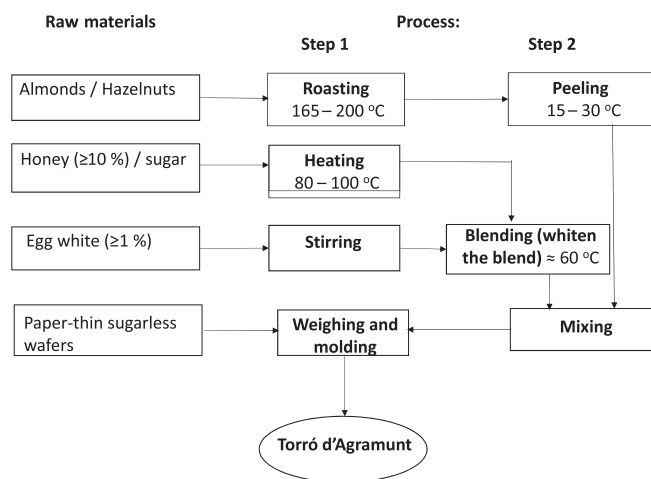 Raw materials
Process:
Step 1
Step 2
Almonds / Hazelnuts
Roasting
165 – 200 ºC
Peeling
15 – 30 ºC
Honey (≥10 %) / sugar
Heating
80 – 100 ºC
Egg white (≥1 %)
Stirring
Blending (whiten
the blend) ≈ 60 ºC
Paper-thin sugarless
wafers
Weighing and
molding
Mixing
Torró d’Agramunt